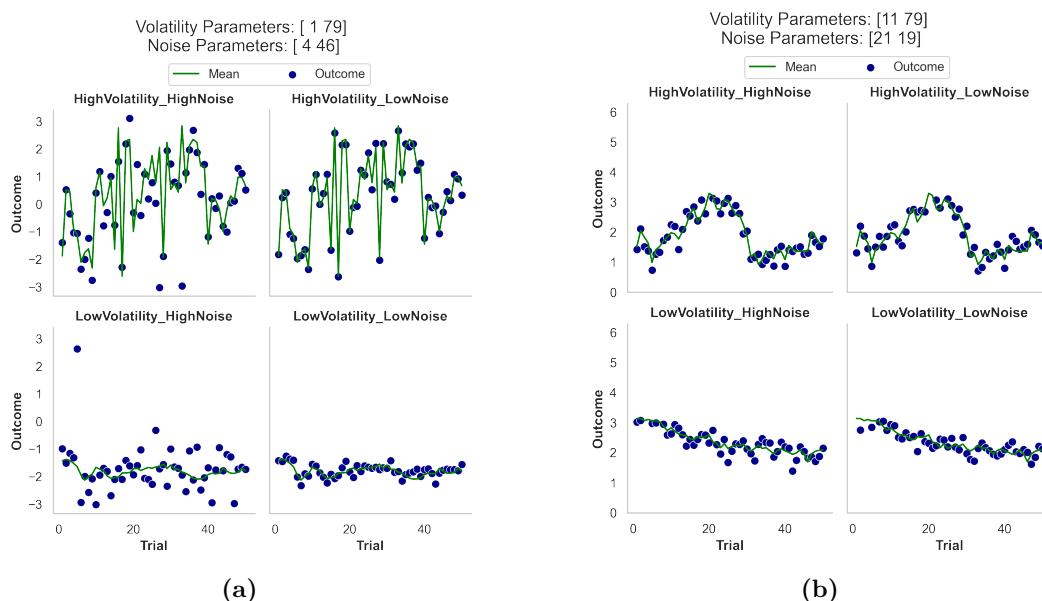 Volatility Parameters: [ 1 79]
Noise Parameters: [ 4 46]
Mean Outcome
HighVolatility_HighNoise HighVolatility_LowNoise
Outcome
3
2
1
0
−1
−2
−3
LowVolatility_HighNoise LowVolatility_LowNoise
Outcome
3
2
1
0
−1
−2
−3
0 20 40 0 20 40
Trial Trial
(a)
Volatility Parameters: [11 79]
Noise Parameters: [21 19]
Mean Outcome
HighVolatility_HighNoise HighVolatility_LowNoise
Outcome
6
5
4
3
2
1
0
LowVolatility_HighNoise LowVolatility_LowNoise
Outcome
6
5
4
3
2
1
0
0 20 40 0 20 40
Trial Trial
(b)